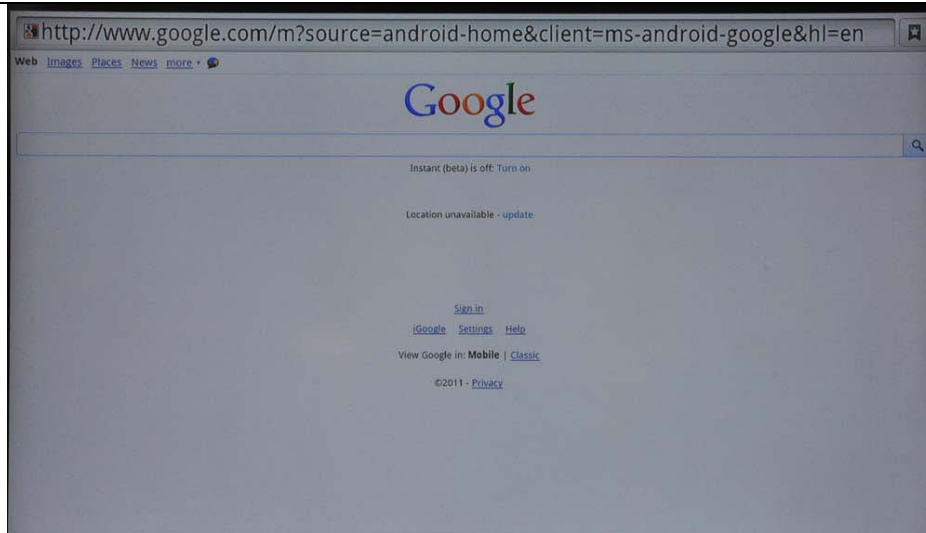 http://www.google.com/m?source=android-home&client=ms-android-google&hl=en
Web Images Places News more
Google
Instant (beta) is off: Turn on
Location unavailable - update
Sign in
iGoogle Settings Help
View Google in: Mobile | Classic
©2011 - Privacy